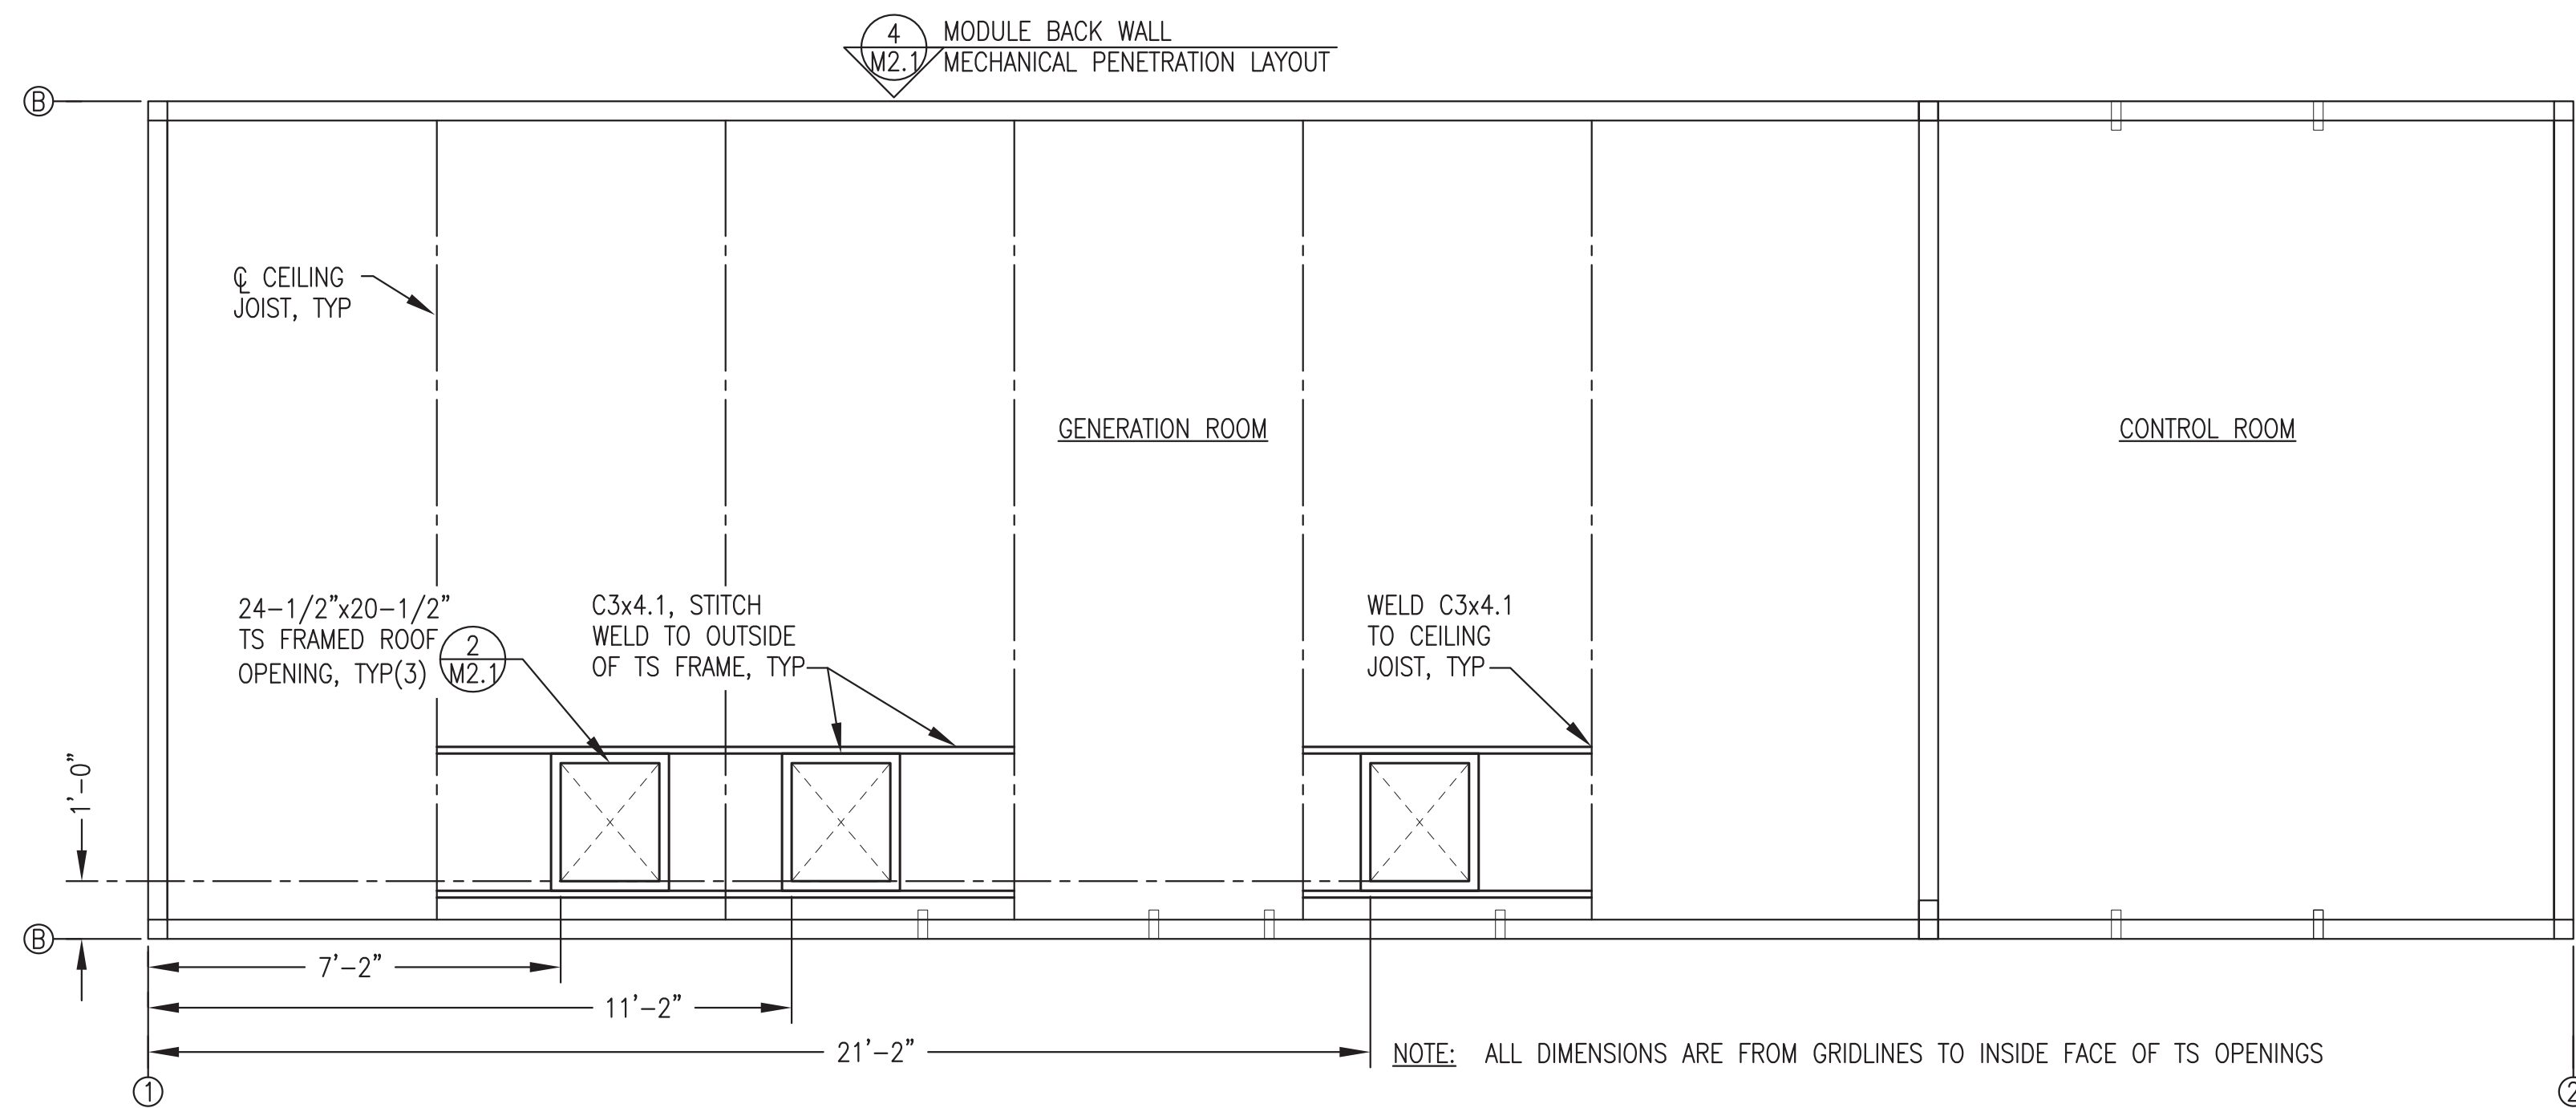 4
M2.1
MODULE BACK WALL
MECHANICAL PENETRATION LAYOUT
B
℄ CEILING
JOIST, TYP
GENERATION ROOM
CONTROL ROOM
24-1/2"x20-1/2"
TS FRAMED ROOF
OPENING, TYP(3)
2
M2.1
C3x4.1, STITCH
WELD TO OUTSIDE
OF TS FRAME, TYP
WELD C3x4.1
TO CEILING
JOIST, TYP
1'-0"
B
7'-2"
11'-2"
21'-2"
NOTE: ALL DIMENSIONS ARE FROM GRIDLINES TO INSIDE FACE OF TS OPENINGS
1
2